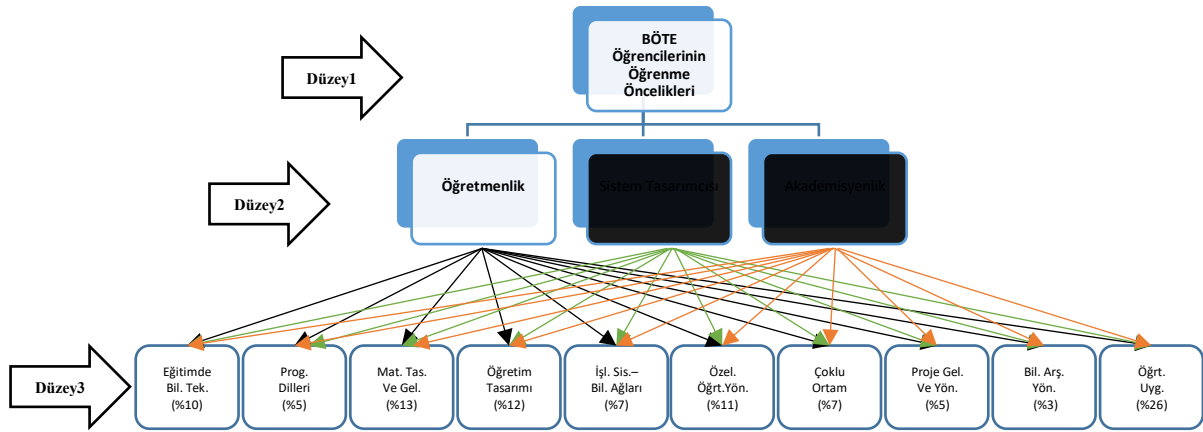 Düzey1
BÖTE
Öğrencilerinin
Öğrenme
Öncelikleri
Düzey2
Öğretmenlik
Sistem Tasarımcısı
Akademisyenlik
Düzey3
Eğitimde
Bil. Tek.
(%10)
Prog.
Dilleri
(%5)
Mat. Tas.
Ve Gel.
(%13)
Öğretim
Tasarımı
(%12)
İşl. Sis.–
Bil. Ağları
(%7)
Özel.
Öğrt.Yön.
(%11)
Çoklu
Ortam
(%7)
Proje Gel.
Ve Yön.
(%5)
Bil. Arş.
Yön.
(%3)
Öğrt.
Uyg.
(%26)